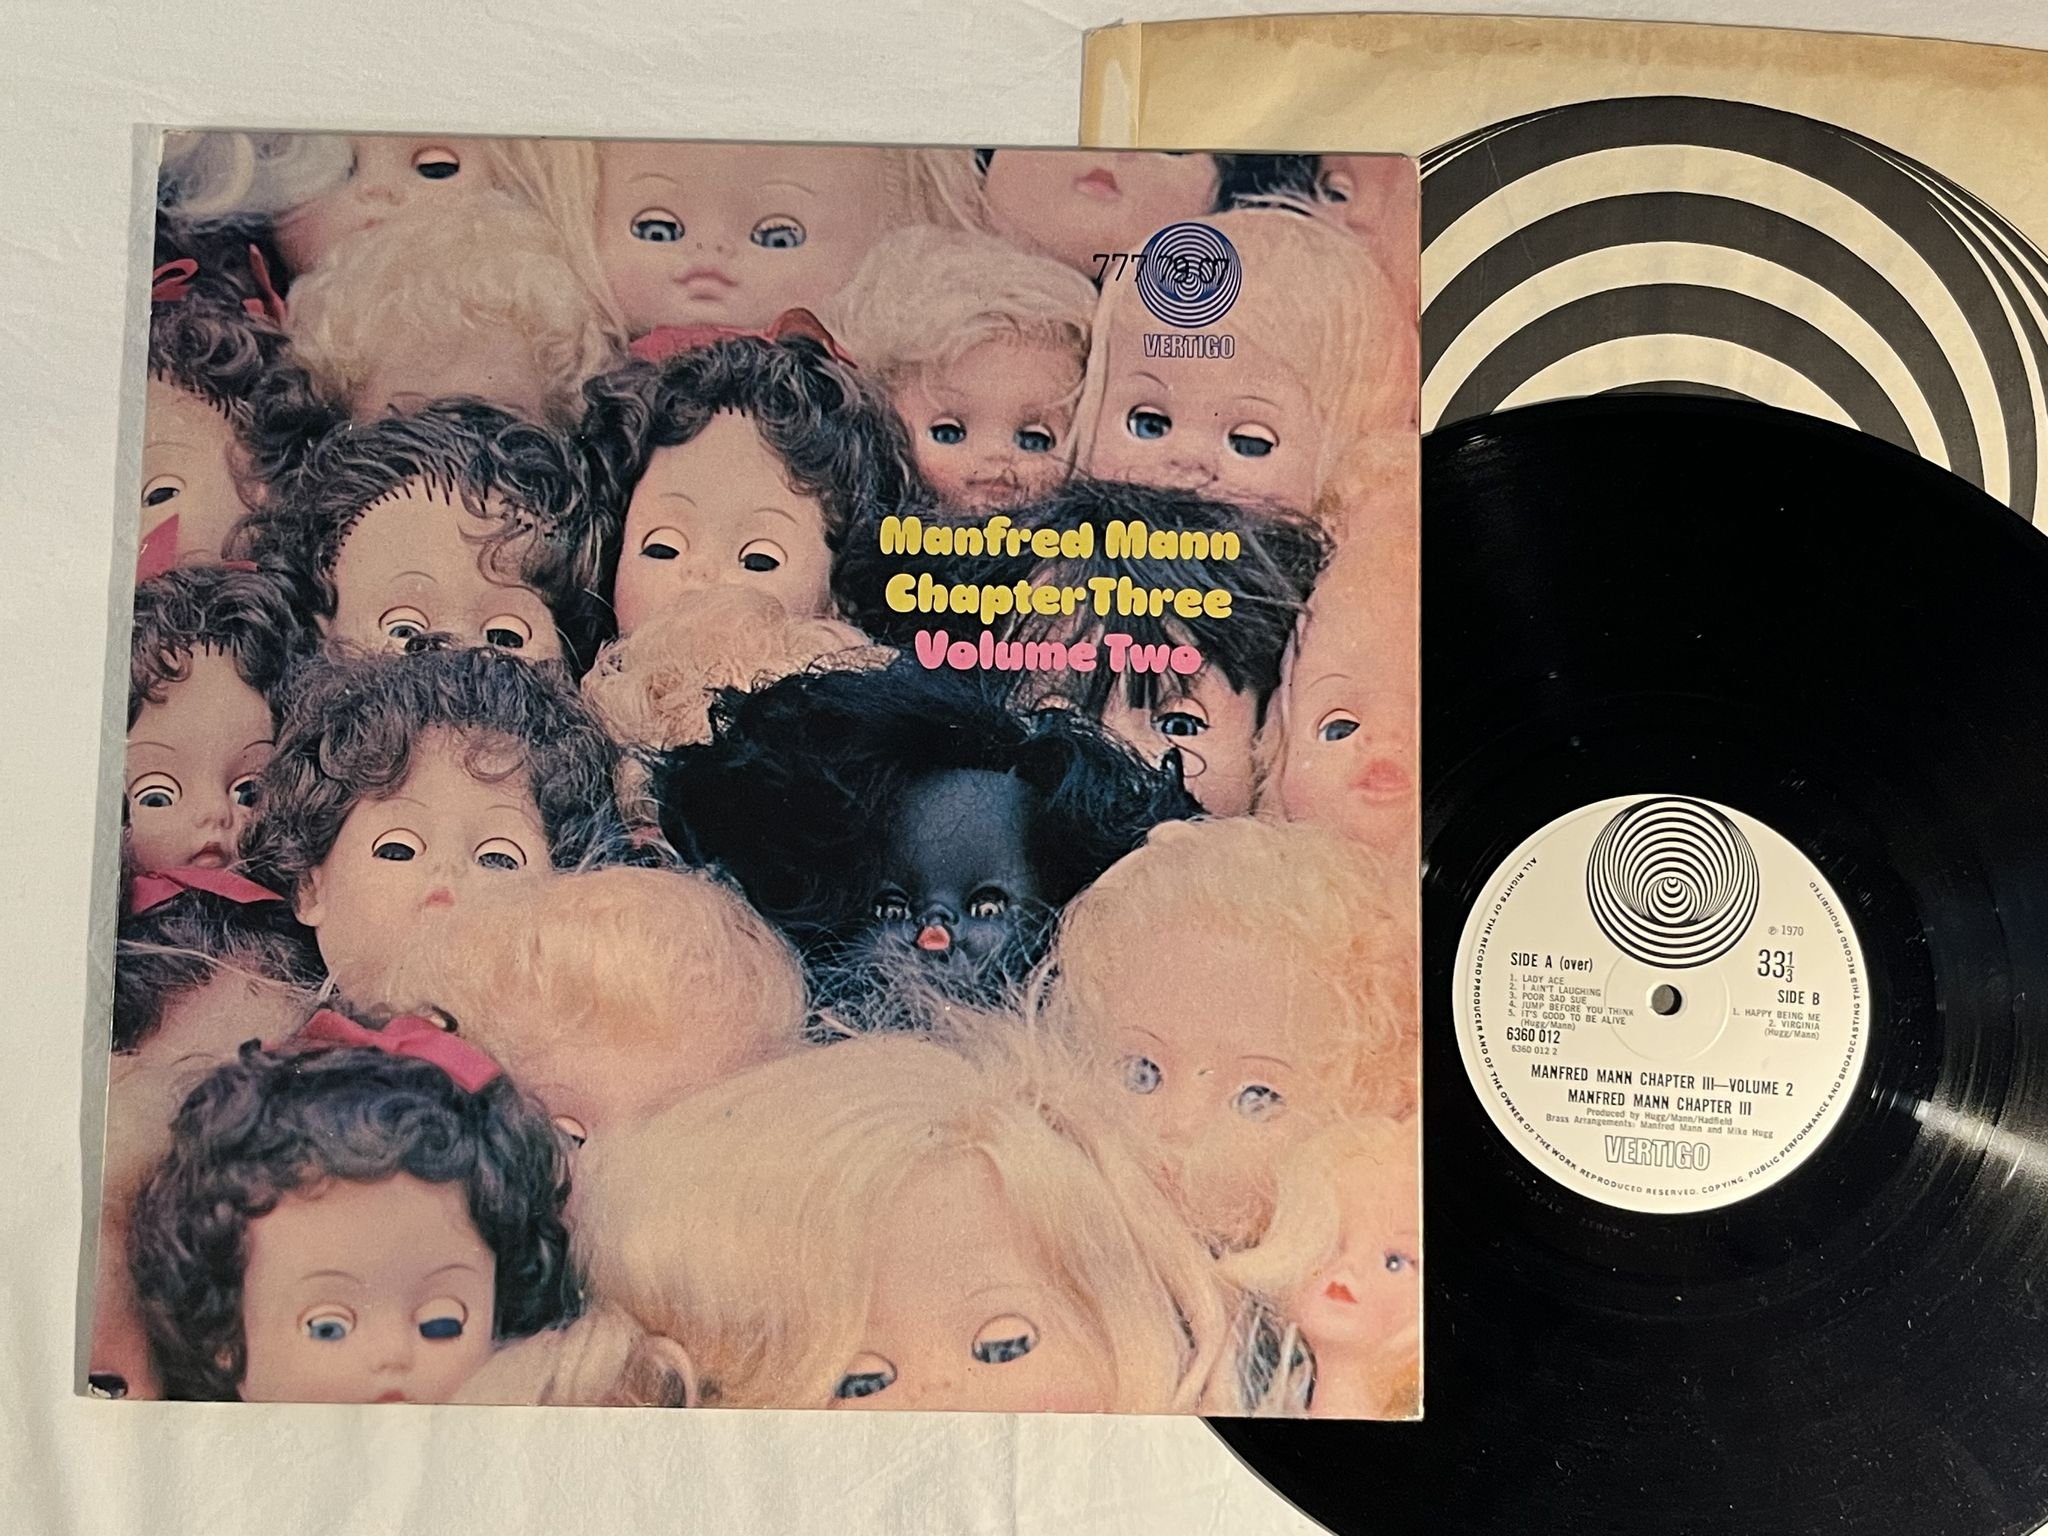 777 79 07
VERTIGO
Manfred Mann
Chapter Three
Volume Two
ALL RIGHTS OF THE RECORD PRODUCER AND OF THE OWNER OF THE WORK REPRODUCED RESERVED. COPYING, PUBLIC PERFORMANCE AND BROADCASTING THIS RECORD PROHIBITED
℗ 1970
33⅓
SIDE A (over)
1. LADY ACE
2. I AIN'T LAUGHING
3. POOR SAD SUE
4. JUMP BEFORE YOU THINK
5. IT'S GOOD TO BE ALIVE
(Hugg/Mann)
6360 012
6360 012 2
SIDE B
1. HAPPY BEING ME
2. VIRGINIA
(Hugg/Mann)
MANFRED MANN CHAPTER III—VOLUME 2
MANFRED MANN CHAPTER III
Produced by Hugg/Mann/Hadfield
Brass Arrangements: Manfred Mann and Mike Hugg
VERTIGO